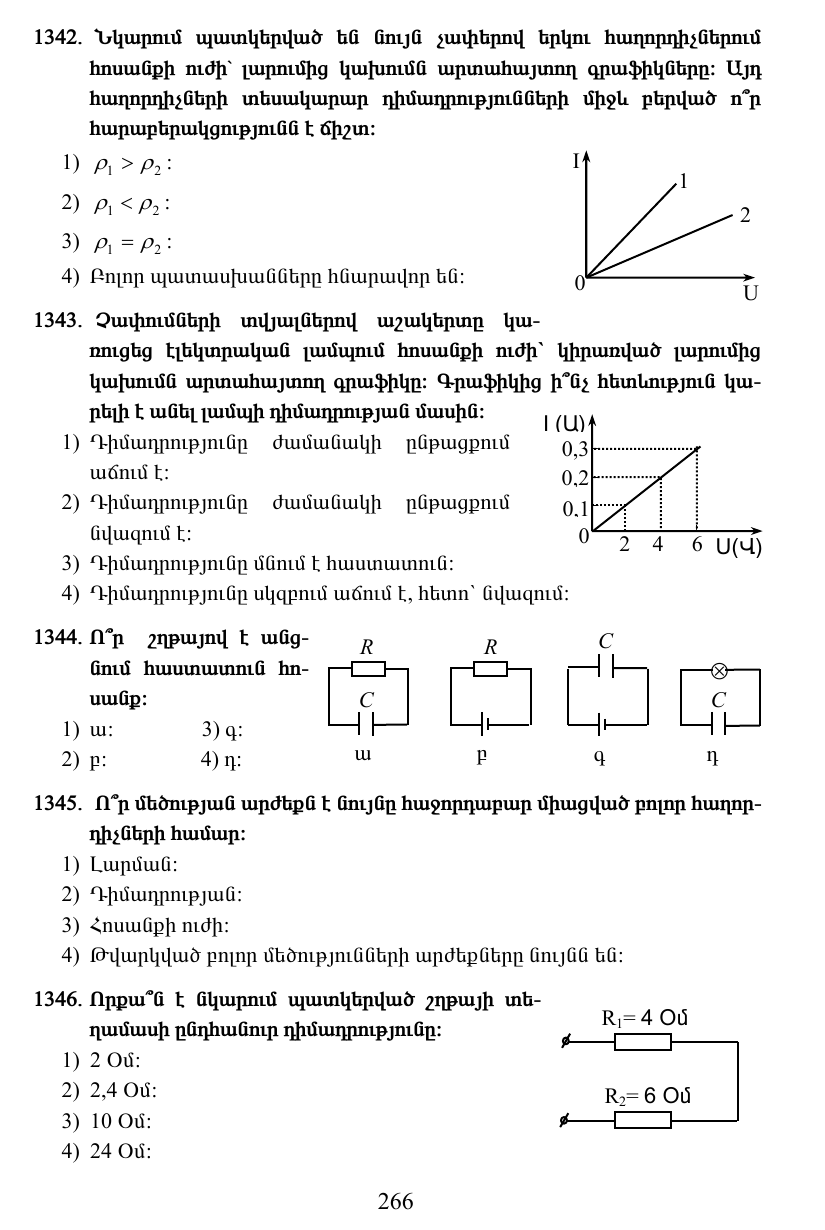 1342. Նկարում պատկերված են նույն չափերով երկու հաղորդիչներում
հոսանքի ուժի՝ լարումից կախումն արտահայտող գրաֆիկները: Այդ
հաղորդիչների տեսակարար դիմադրությունների միջև բերված ո՞ր
հարաբերակցությունն է ճիշտ:
1) ρ₁ > ρ₂ :
2) ρ₁ < ρ₂ :
3) ρ₁ = ρ₂ :
4) Բոլոր պատասխանները հնարավոր են:
I
1
2
0
U
1343. Չափումների տվյալներով աշակերտը կա-
ռուցեց էլեկտրական լամպում հոսանքի ուժի՝ կիրառված լարումից
կախումն արտահայտող գրաֆիկը: Գրաֆիկից ի՞նչ հետևություն կա-
րելի է անել լամպի դիմադրության մասին:
1) Դիմադրությունը ժամանակի ընթացքում
աճում է:
2) Դիմադրությունը ժամանակի ընթացքում
նվազում է:
3) Դիմադրությունը մնում է հաստատուն:
4) Դիմադրությունը սկզբում աճում է, հետո՝ նվազում:
I (Ա)
0,3
0,2
0,1
0 2 4 6 U(Վ)
1344. Ո՞ր շղթայով է անց-
նում հաստատուն հո-
սանք:
1) ա: 3) գ:
2) բ: 4) դ:
R R C
C C
ա բ գ դ
1345. Ո՞ր մեծության արժեքն է նույնը հաջորդաբար միացված բոլոր հաղոր-
դիչների համար:
1) Լարման:
2) Դիմադրության:
3) Հոսանքի ուժի:
4) Թվարկված բոլոր մեծությունների արժեքները նույնն են:
1346. Որքա՞ն է նկարում պատկերված շղթայի տե-
ղամասի ընդհանուր դիմադրությունը:
1) 2 Օմ:
2) 2,4 Օմ:
3) 10 Օմ:
4) 24 Օմ:
R₁= 4 Օմ
R₂= 6 Օմ
266